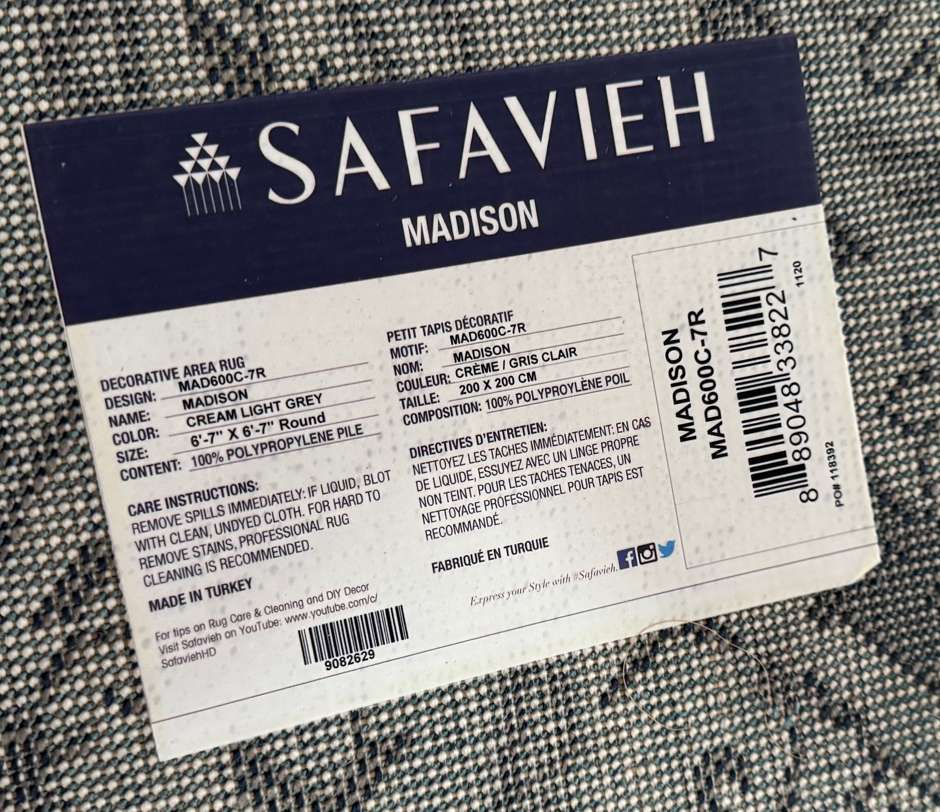 SAFAVIEH
MADISON
DECORATIVE AREA RUG
DESIGN: MAD600C-7R
NAME: MADISON
COLOR: CREAM LIGHT GREY
SIZE: 6'-7" X 6'-7" Round
CONTENT: 100% POLYPROPYLENE PILE
CARE INSTRUCTIONS:
REMOVE SPILLS IMMEDIATELY: IF LIQUID, BLOT
WITH CLEAN, UNDYED CLOTH. FOR HARD TO
REMOVE STAINS, PROFESSIONAL RUG
CLEANING IS RECOMMENDED.
MADE IN TURKEY
For tips on Rug Care & Cleaning and DIY Decor
Visit Safavieh on YouTube: www.youtube.com/c/
SafaviehHD
9082629
PETIT TAPIS DÉCORATIF
MOTIF: MAD600C-7R
NOM: MADISON
COULEUR: CRÈME / GRIS CLAIR
TAILLE: 200 X 200 CM
COMPOSITION: 100% POLYPROPYLÈNE POIL
DIRECTIVES D'ENTRETIEN:
NETTOYEZ LES TACHES IMMÉDIATEMENT: EN CAS
DE LIQUIDE, ESSUYEZ AVEC UN LINGE PROPRE
NON TEINT. POUR LES TACHES TENACES, UN
NETTOYAGE PROFESSIONNEL POUR TAPIS EST
RECOMMANDÉ.
FABRIQUÉ EN TURQUIE
Express your Style with #Safavieh.
MADISON
MAD600C-7R
8 89048 33822 7
1120
PO# 118392